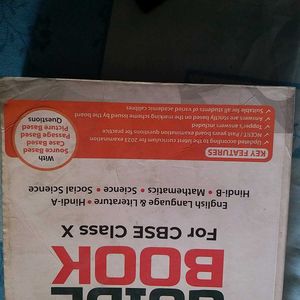 GUIDE
BOOK
For CBSE Class X
English Language & Literature • Hindi-A
Hindi-B • Mathematics • Science • Social Science
KEY FEATURES
Updated according to the latest curriculum for 2023 examination
NCERT / Past years board examination questions for practice
Topper's answers included
Answers are strictly based on the marking scheme issued by the board
Suitable for all students of varied academic calibre
With
Source Based
Case Based
Passage Based
Picture Based
Questions